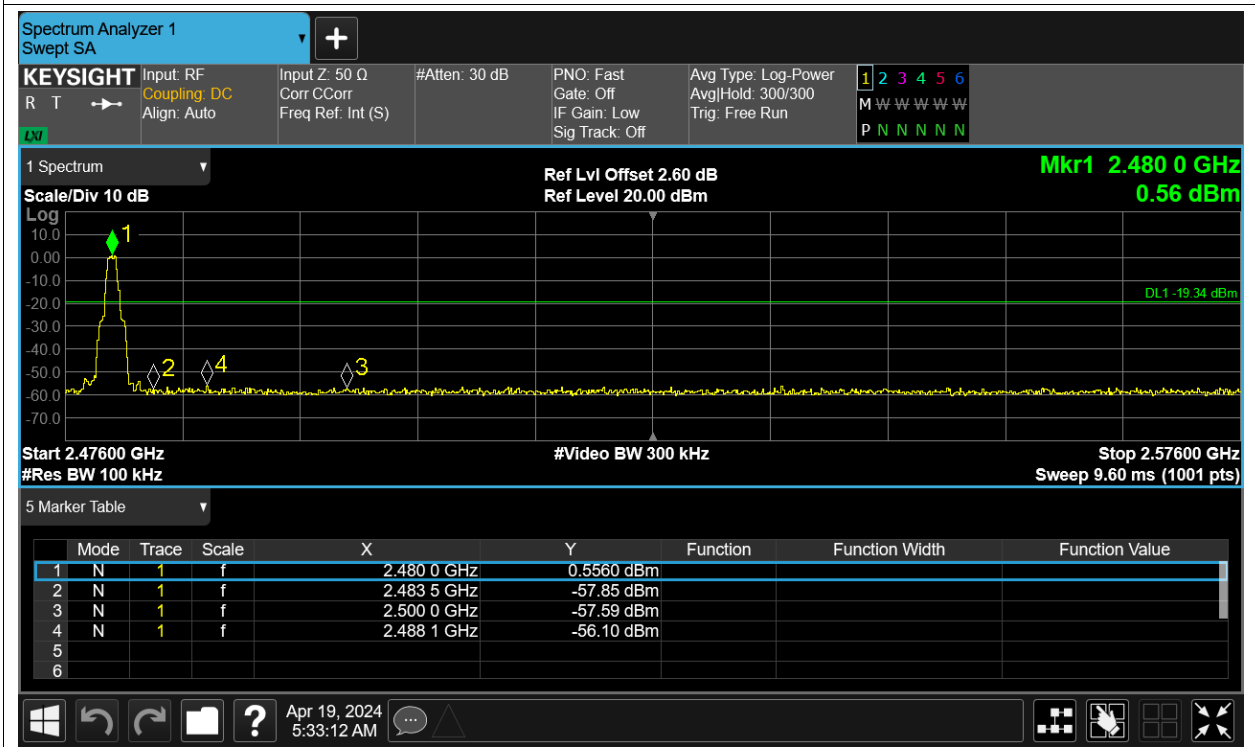 Spectrum Analyzer 1
Swept SA
+
KEYSIGHT
R T
LXI
Input: RF
Coupling: DC
Align: Auto
Input Z: 50 Ω
Corr CCorr
Freq Ref: Int (S)
#Atten: 30 dB
PNO: Fast
Gate: Off
IF Gain: Low
Sig Track: Off
Avg Type: Log-Power
Avg|Hold: 300/300
Trig: Free Run
1 2 3 4 5 6
M W W W W W
P N N N N N
1 Spectrum
Scale/Div 10 dB
Ref Lvl Offset 2.60 dB
Ref Level 20.00 dBm
Mkr1 2.480 0 GHz
0.56 dBm
Log
10.0
0.00
-10.0
-20.0
-30.0
-40.0
-50.0
-60.0
-70.0
1
2
4
3
DL1 -19.34 dBm
Start 2.47600 GHz
#Res BW 100 kHz
#Video BW 300 kHz
Stop 2.57600 GHz
Sweep 9.60 ms (1001 pts)
5 Marker Table
Mode Trace Scale X Y Function Function Width Function Value
1 N 1 f 2.480 0 GHz 0.5560 dBm
2 N 1 f 2.483 5 GHz -57.85 dBm
3 N 1 f 2.500 0 GHz -57.59 dBm
4 N 1 f 2.488 1 GHz -56.10 dBm
5
6
?
Apr 19, 2024
5:33:12 AM